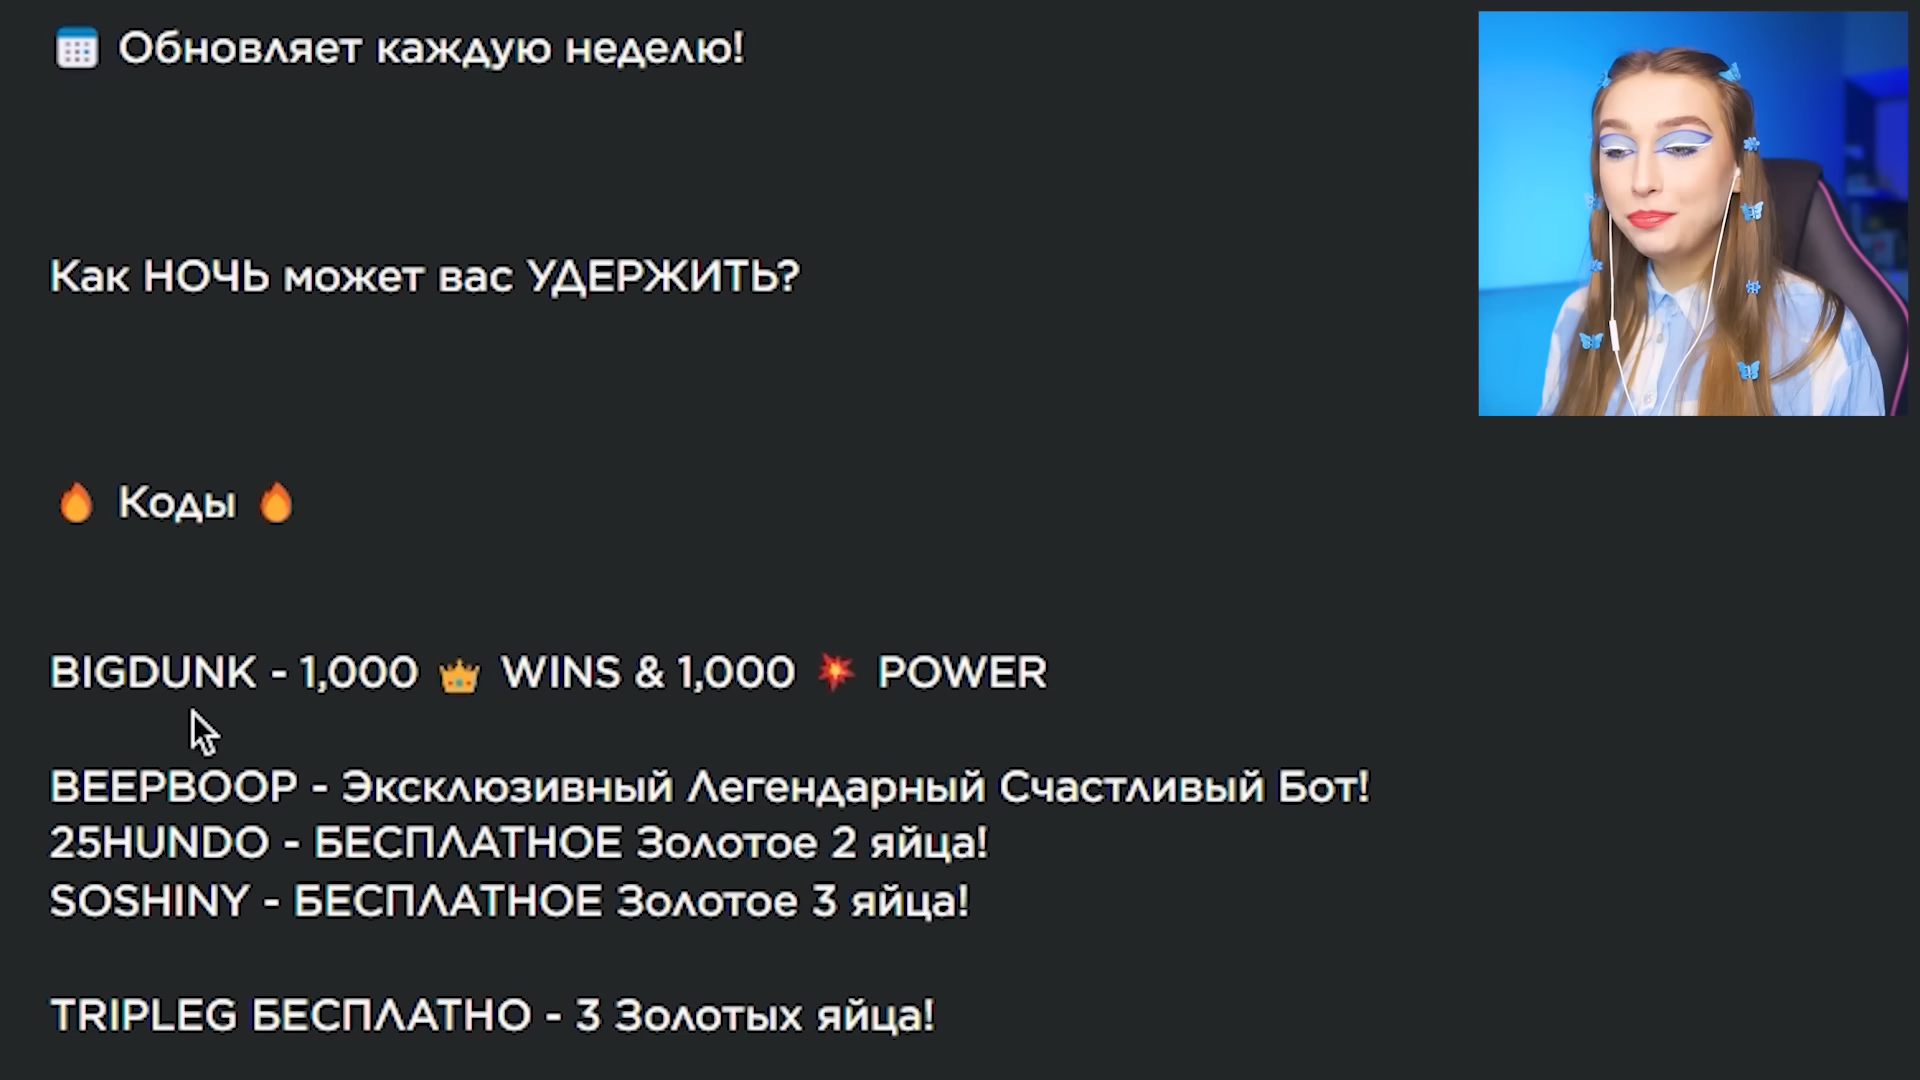 Обновляет каждую неделю!
Как НОЧЬ может вас УДЕРЖИТЬ?
Коды
BIGDUNK - 1,000 WINS & 1,000 POWER
BEEPBOOP - Эксклюзивный Легендарный Счастливый Бот!
25HUNDO - БЕСПЛАТНОЕ Золотое 2 яйца!
SOSHINY - БЕСПЛАТНОЕ Золотое 3 яйца!
TRIPLEG БЕСПЛАТНО - 3 Золотых яйца!